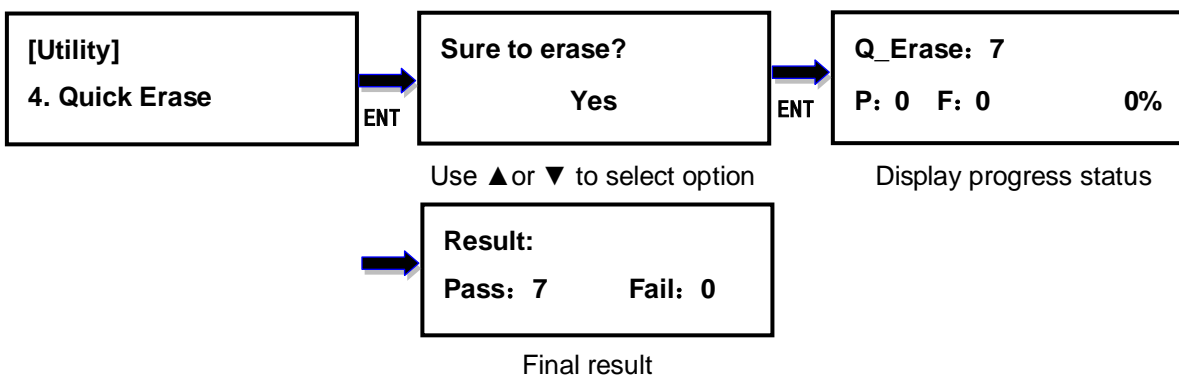 [Utility]
4. Quick Erase
ENT
Sure to erase?
Yes
ENT
Q_Erase：7
P：0 F：0 0%
Use ▲or ▼ to select option
Display progress status
Result:
Pass：7 Fail：0
Final result